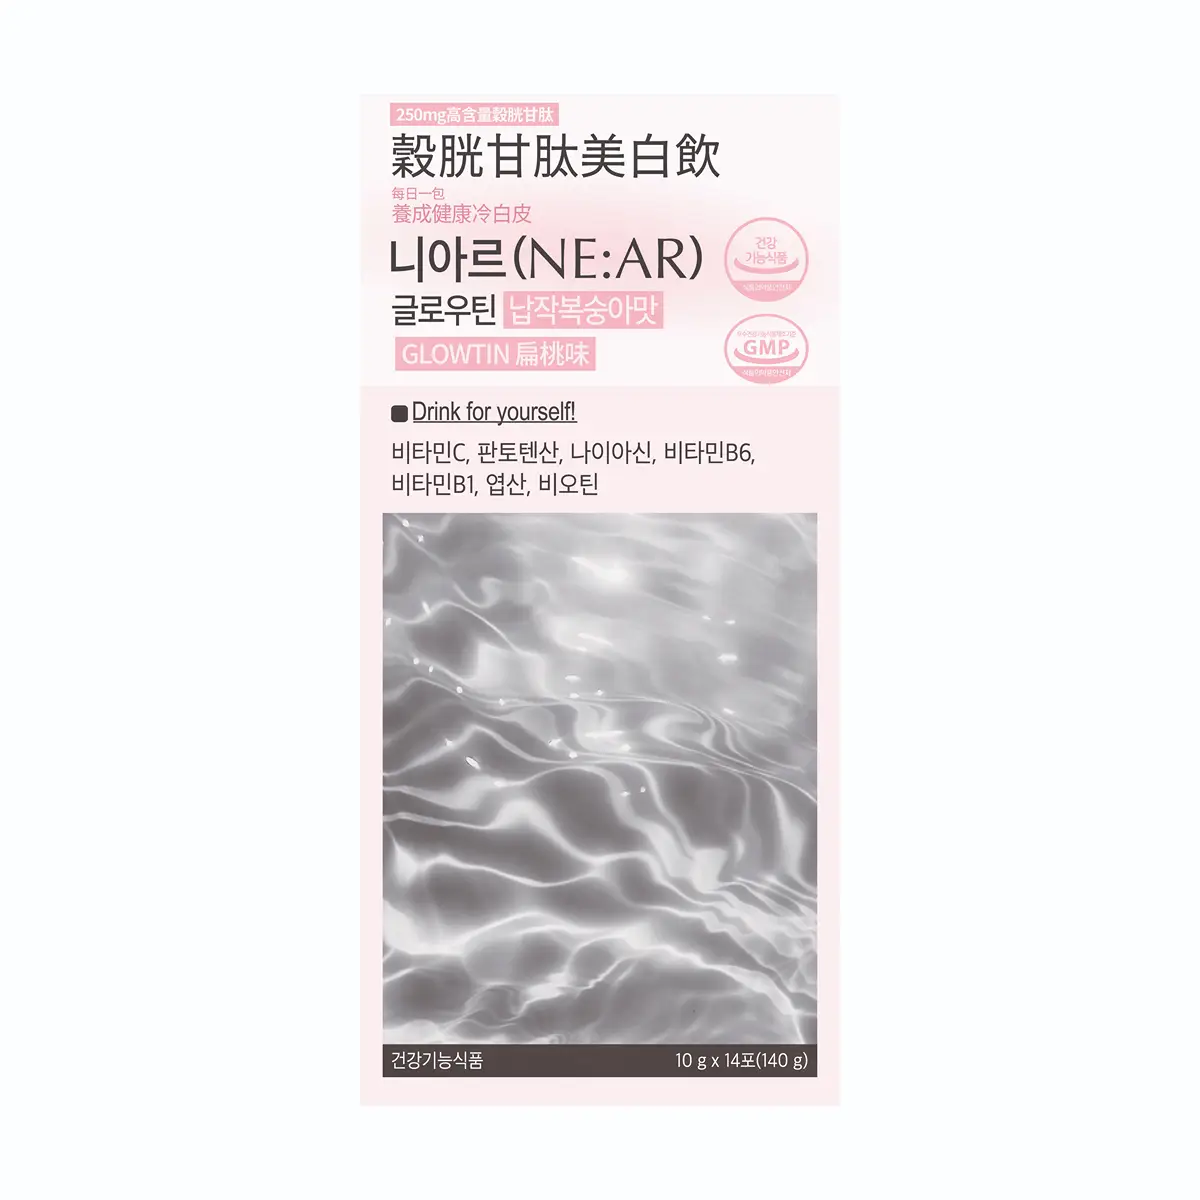 250mg高含量穀胱甘肽
穀胱甘肽美白飲
每日一包
養成健康冷白皮
니아르(NE:AR)
건강
기능식품
글로우틴 납작복숭아맛
GLOWTIN 扁桃味
GMP
Drink for yourself!
비타민C, 판토텐산, 나이아신, 비타민B6,
비타민B1, 엽산, 비오틴
건강기능식품
10 g x 14포(140 g)